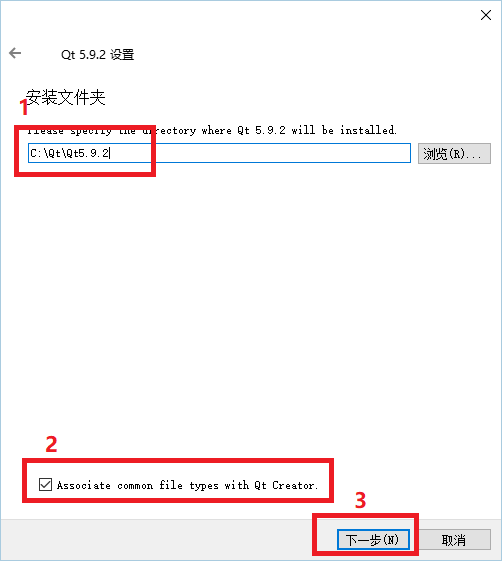 Qt 5.9.2 设置
安装文件夹
1
Please specify the directory where Qt 5.9.2 will be installed.
C:\Qt\Qt5.9.2
浏览(R)...
2
Associate common file types with Qt Creator.
3
下一步(N)
取消